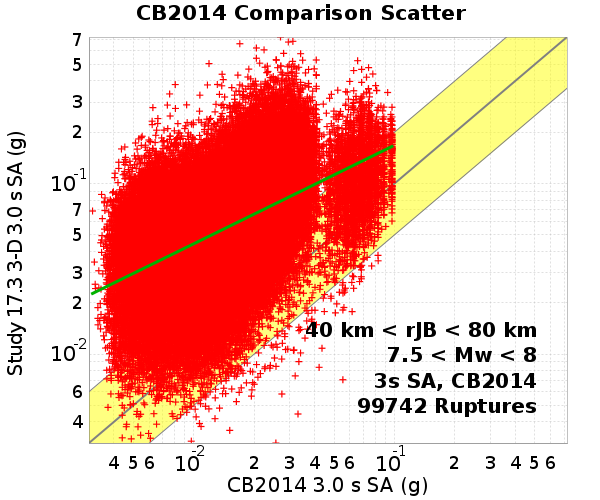 CB2014 Comparison Scatter
7
5
3
2
10-1
7
5
3
2
10-2
6
4
Study 17.3 3-D 3.0 s SA (g)
40 km < rJB < 80 km
7.5 < Mw < 8
3s SA, CB2014
99742 Ruptures
4 5 6 10-2 2 3 4 5 6 10-1 2 3 4 5 6
CB2014 3.0 s SA (g)